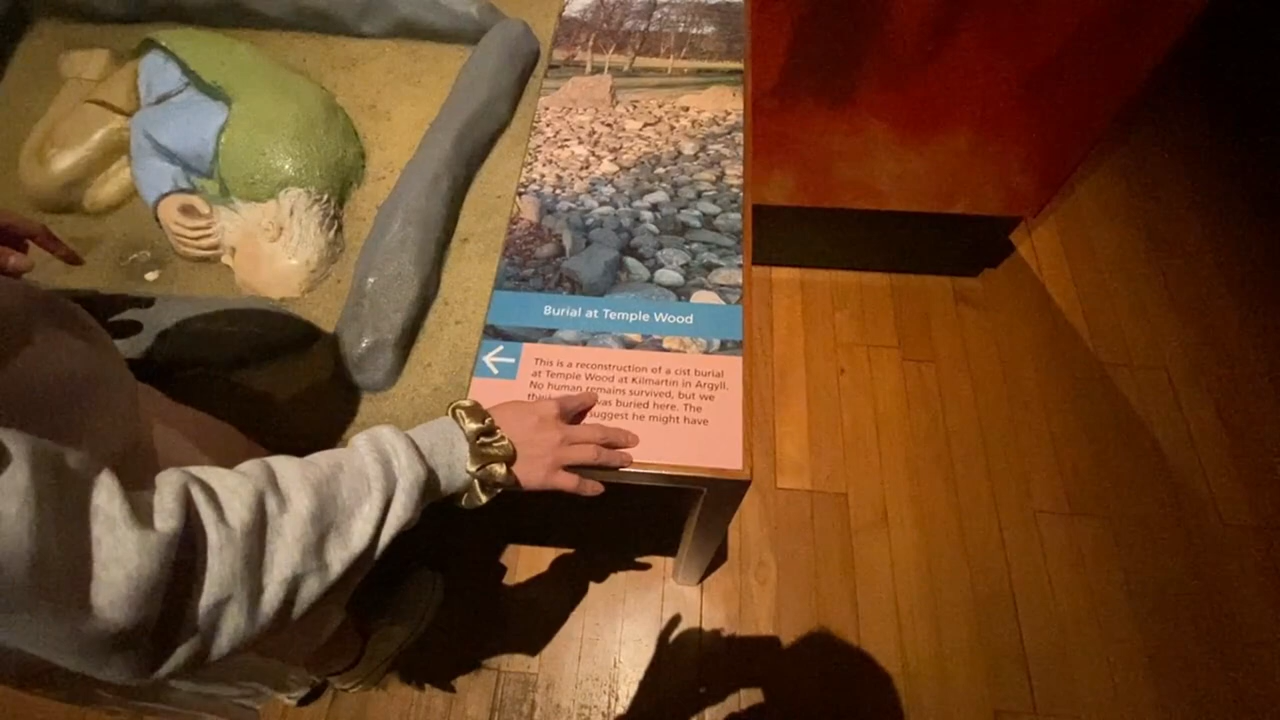 Burial at Temple Wood
This is a reconstruction of a cist burial
at Temple Wood at Kilmartin in Argyll.
No human remains survived, but we
was buried here. The
suggest he might have